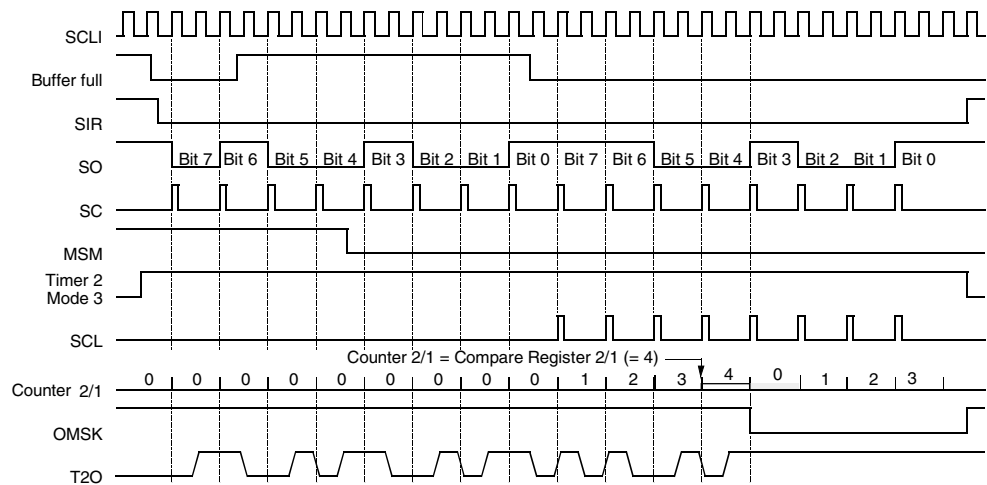 SCLI
Buffer full
SIR
SO Bit 7 Bit 6 Bit 5 Bit 4 Bit 3 Bit 2 Bit 1 Bit 0 Bit 7 Bit 6 Bit 5 Bit 4 Bit 3 Bit 2 Bit 1 Bit 0
SC
MSM
Timer 2
Mode 3
SCL
Counter 2/1 = Compare Register 2/1 (= 4)
Counter 2/1 0 0 0 0 0 0 0 0 0 1 2 3 4 0 1 2 3
OMSK
T2O